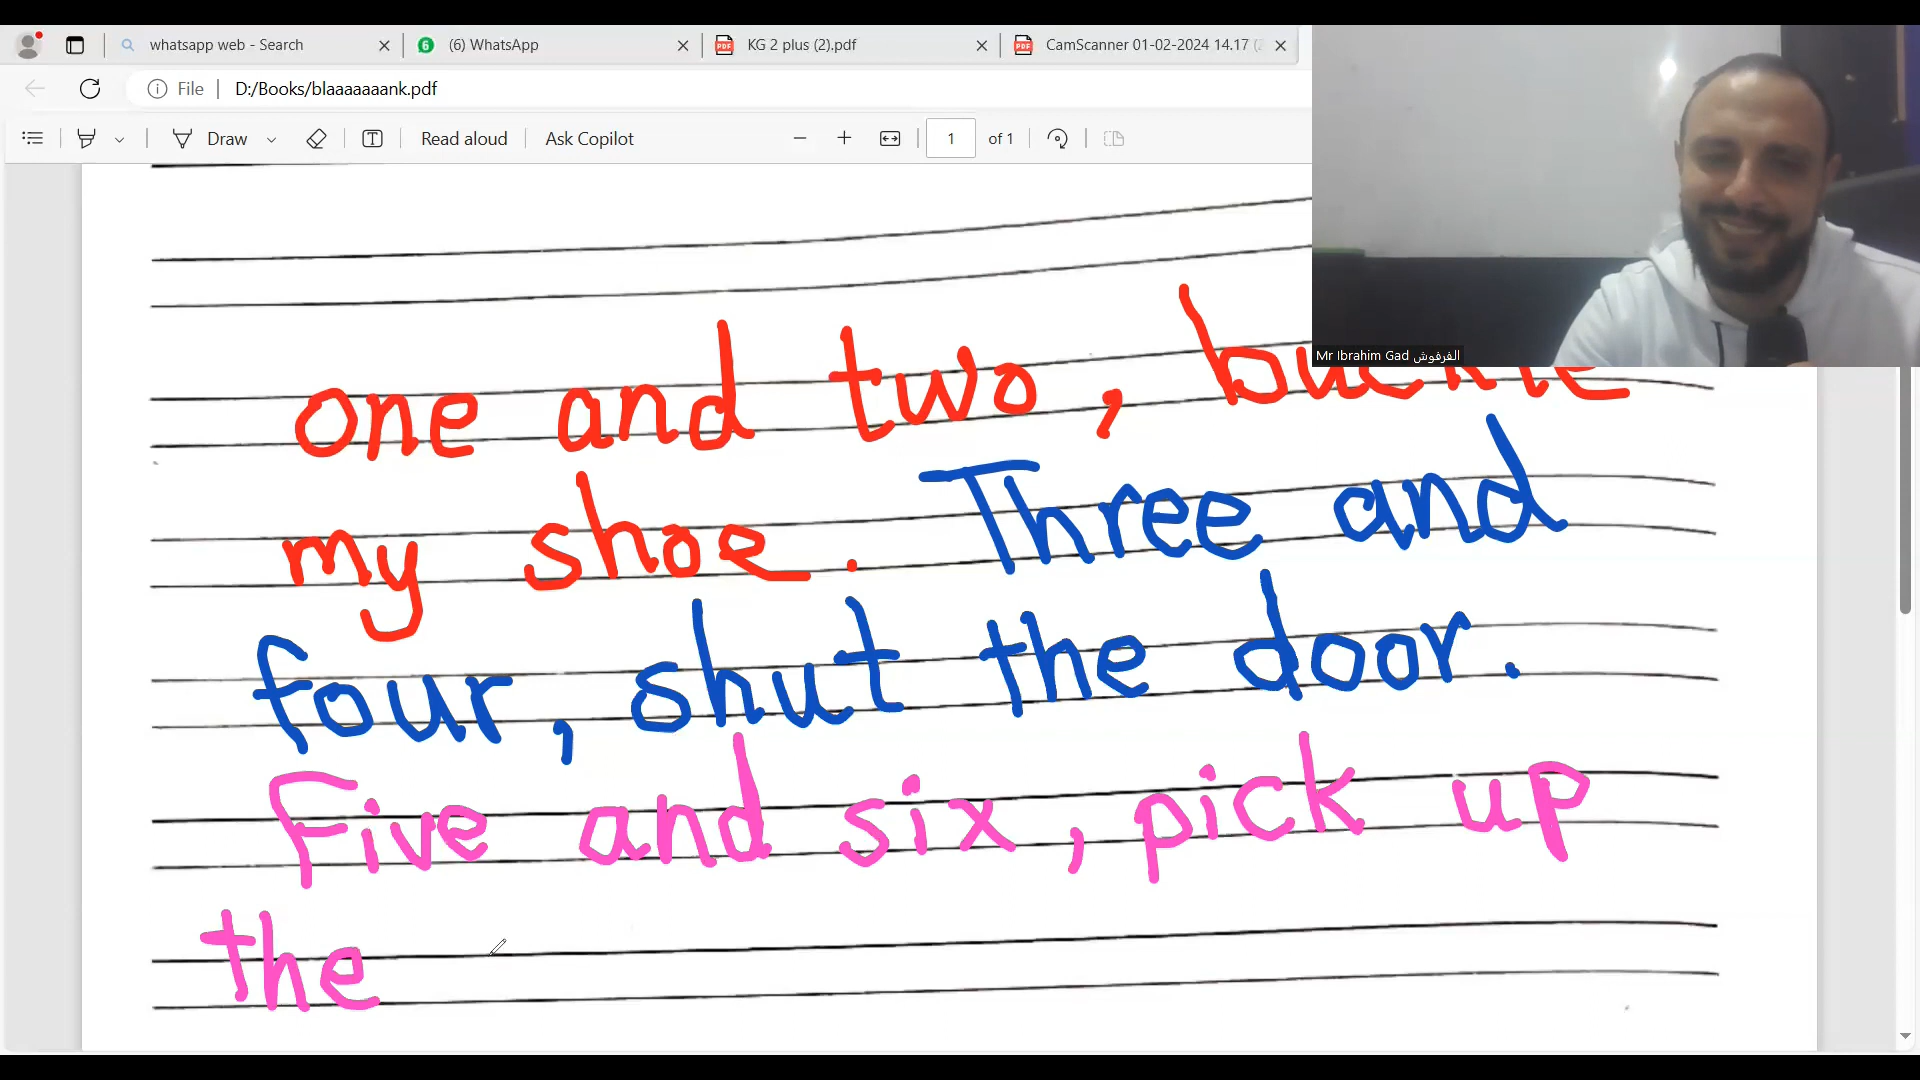 whatsapp web - Search
(6) WhatsApp
KG 2 plus (2).pdf
CamScanner 01-02-2024 14.17 (2
File D:/Books/blaaaaaaank.pdf
Draw Read aloud Ask Copilot 1 of 1
Mr Ibrahim Gad الفرفوش
one and two, buckle
my shoe. Three and
four, shut the door.
Five and six, pick up
the